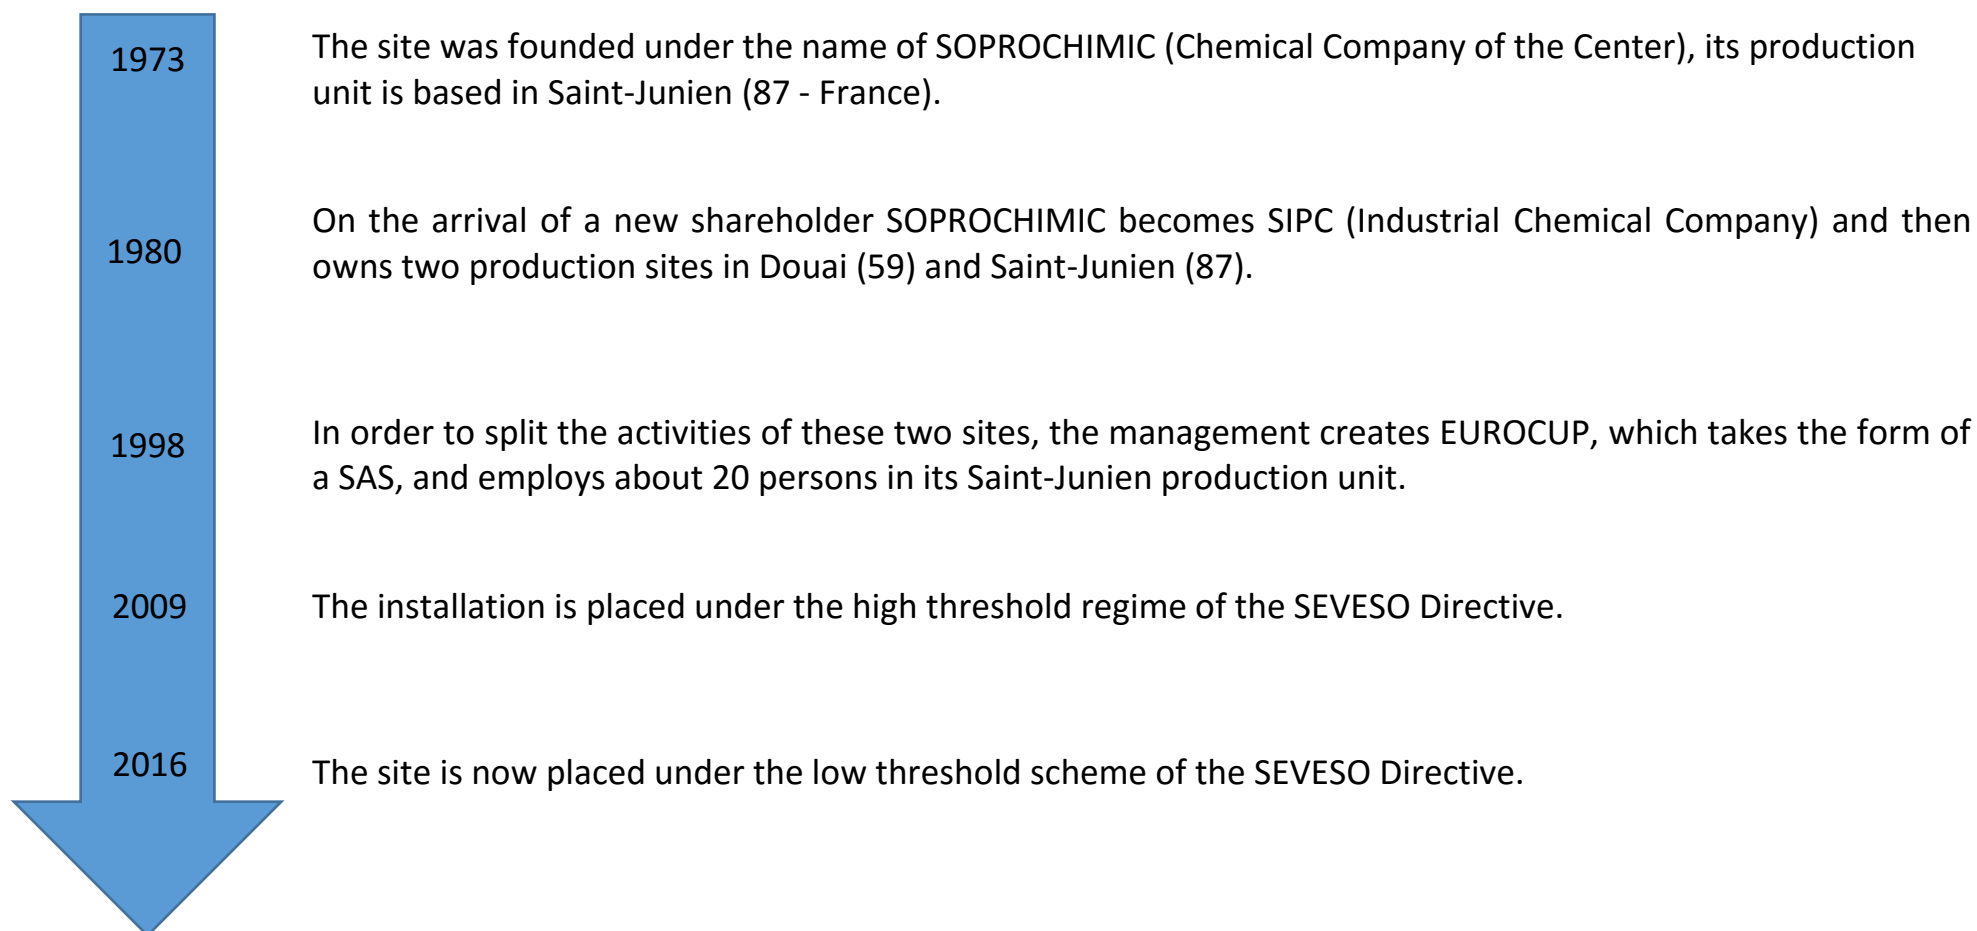 1973
The site was founded under the name of SOPROCHIMIC (Chemical Company of the Center), its production
unit is based in Saint-Junien (87 - France).
1980
On the arrival of a new shareholder SOPROCHIMIC becomes SIPC (Industrial Chemical Company) and then
owns two production sites in Douai (59) and Saint-Junien (87).
1998
In order to split the activities of these two sites, the management creates EUROCUP, which takes the form of
a SAS, and employs about 20 persons in its Saint-Junien production unit.
2009
The installation is placed under the high threshold regime of the SEVESO Directive.
2016
The site is now placed under the low threshold scheme of the SEVESO Directive.